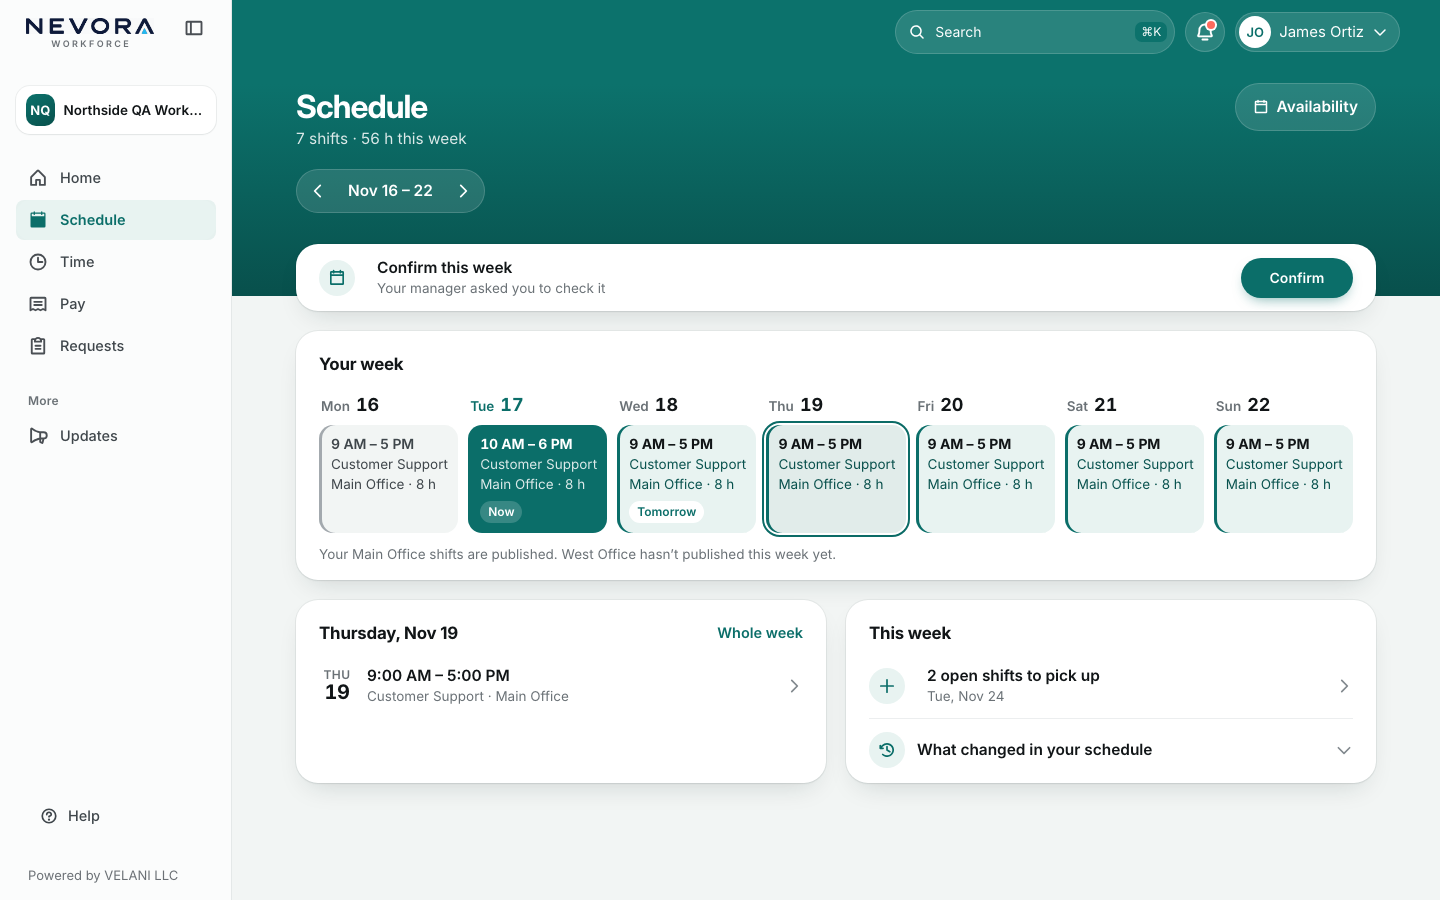 NEVORA
WORKFORCE
Search
⌘K
JO
James Ortiz
NQ
Northside QA Work...
Home
Schedule
Time
Pay
Requests
More
Updates
Help
Powered by VELANI LLC
Schedule
7 shifts · 56 h this week
Availability
Nov 16 – 22
Confirm this week
Your manager asked you to check it
Confirm
Your week
Mon 16
9 AM – 5 PM
Customer Support
Main Office · 8 h
Tue 17
10 AM – 6 PM
Customer Support
Main Office · 8 h
Now
Wed 18
9 AM – 5 PM
Customer Support
Main Office · 8 h
Tomorrow
Thu 19
9 AM – 5 PM
Customer Support
Main Office · 8 h
Fri 20
9 AM – 5 PM
Customer Support
Main Office · 8 h
Sat 21
9 AM – 5 PM
Customer Support
Main Office · 8 h
Sun 22
9 AM – 5 PM
Customer Support
Main Office · 8 h
Your Main Office shifts are published. West Office hasn’t published this week yet.
Thursday, Nov 19
Whole week
THU
19
9:00 AM – 5:00 PM
Customer Support · Main Office
This week
2 open shifts to pick up
Tue, Nov 24
What changed in your schedule